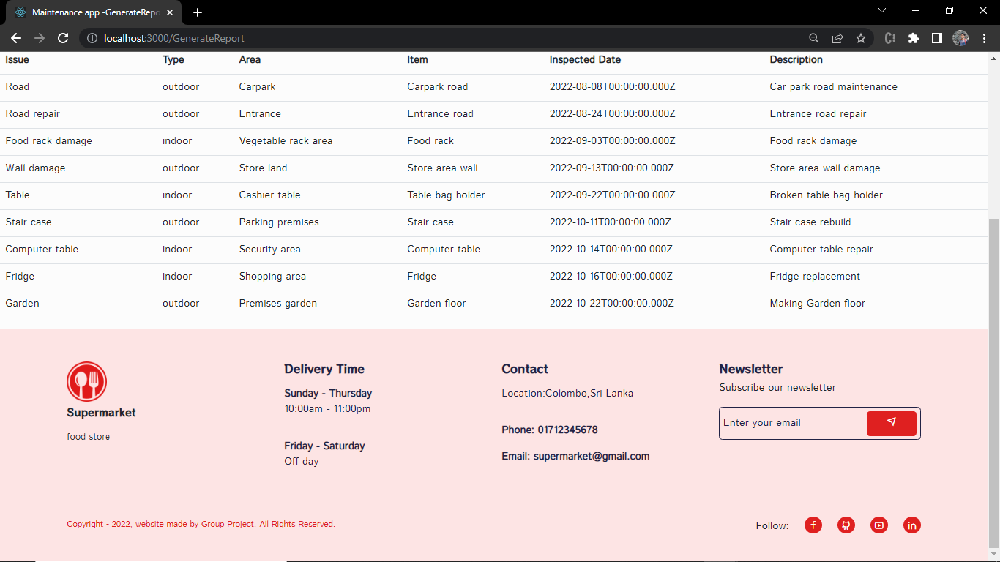 Maintenance app -GenerateRepo
localhost:3000/GenerateReport
Issue Type Area Item Inspected Date Description
Road outdoor Carpark Carpark road 2022-08-08T00:00:00.000Z Car park road maintenance
Road repair outdoor Entrance Entrance road 2022-08-24T00:00:00.000Z Entrance road repair
Food rack damage indoor Vegetable rack area Food rack 2022-09-03T00:00:00.000Z Food rack damage
Wall damage outdoor Store land Store area wall 2022-09-13T00:00:00.000Z Store area wall damage
Table indoor Cashier table Table bag holder 2022-09-22T00:00:00.000Z Broken table bag holder
Stair case outdoor Parking premises Stair case 2022-10-11T00:00:00.000Z Stair case rebuild
Computer table indoor Security area Computer table 2022-10-14T00:00:00.000Z Computer table repair
Fridge indoor Shopping area Fridge 2022-10-16T00:00:00.000Z Fridge replacement
Garden outdoor Premises garden Garden floor 2022-10-22T00:00:00.000Z Making Garden floor
Supermarket
food store
Delivery Time
Sunday - Thursday
10:00am - 11:00pm
Friday - Saturday
Off day
Contact
Location:Colombo,Sri Lanka
Phone: 01712345678
Email: supermarket@gmail.com
Newsletter
Subscribe our newsletter
Enter your email
Copyright - 2022, website made by Group Project. All Rights Reserved.
Follow: